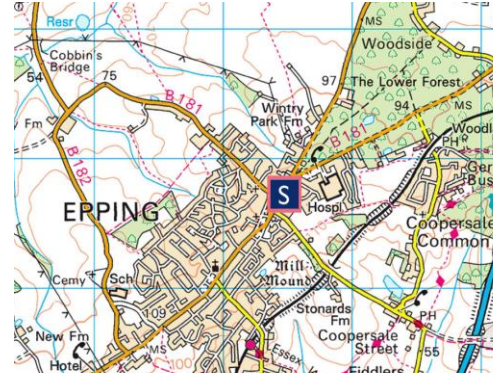 Resr
MS
Woodside
Cobbin's
Bridge
54
75
97
The Lower Forest
B 181
Wintry
Park Fm
94
MS
B 181
y Fm
Woodl
PH
B 182
Ger
Bus
S
EPPING
Hospl
Coopersale
Common
Cemy
Sch
Mill
Mound
109
Stonards
Fm
PH
New Fm
MS
100
Coopersale
Street
55
Hotel
Essex
Fiddlers